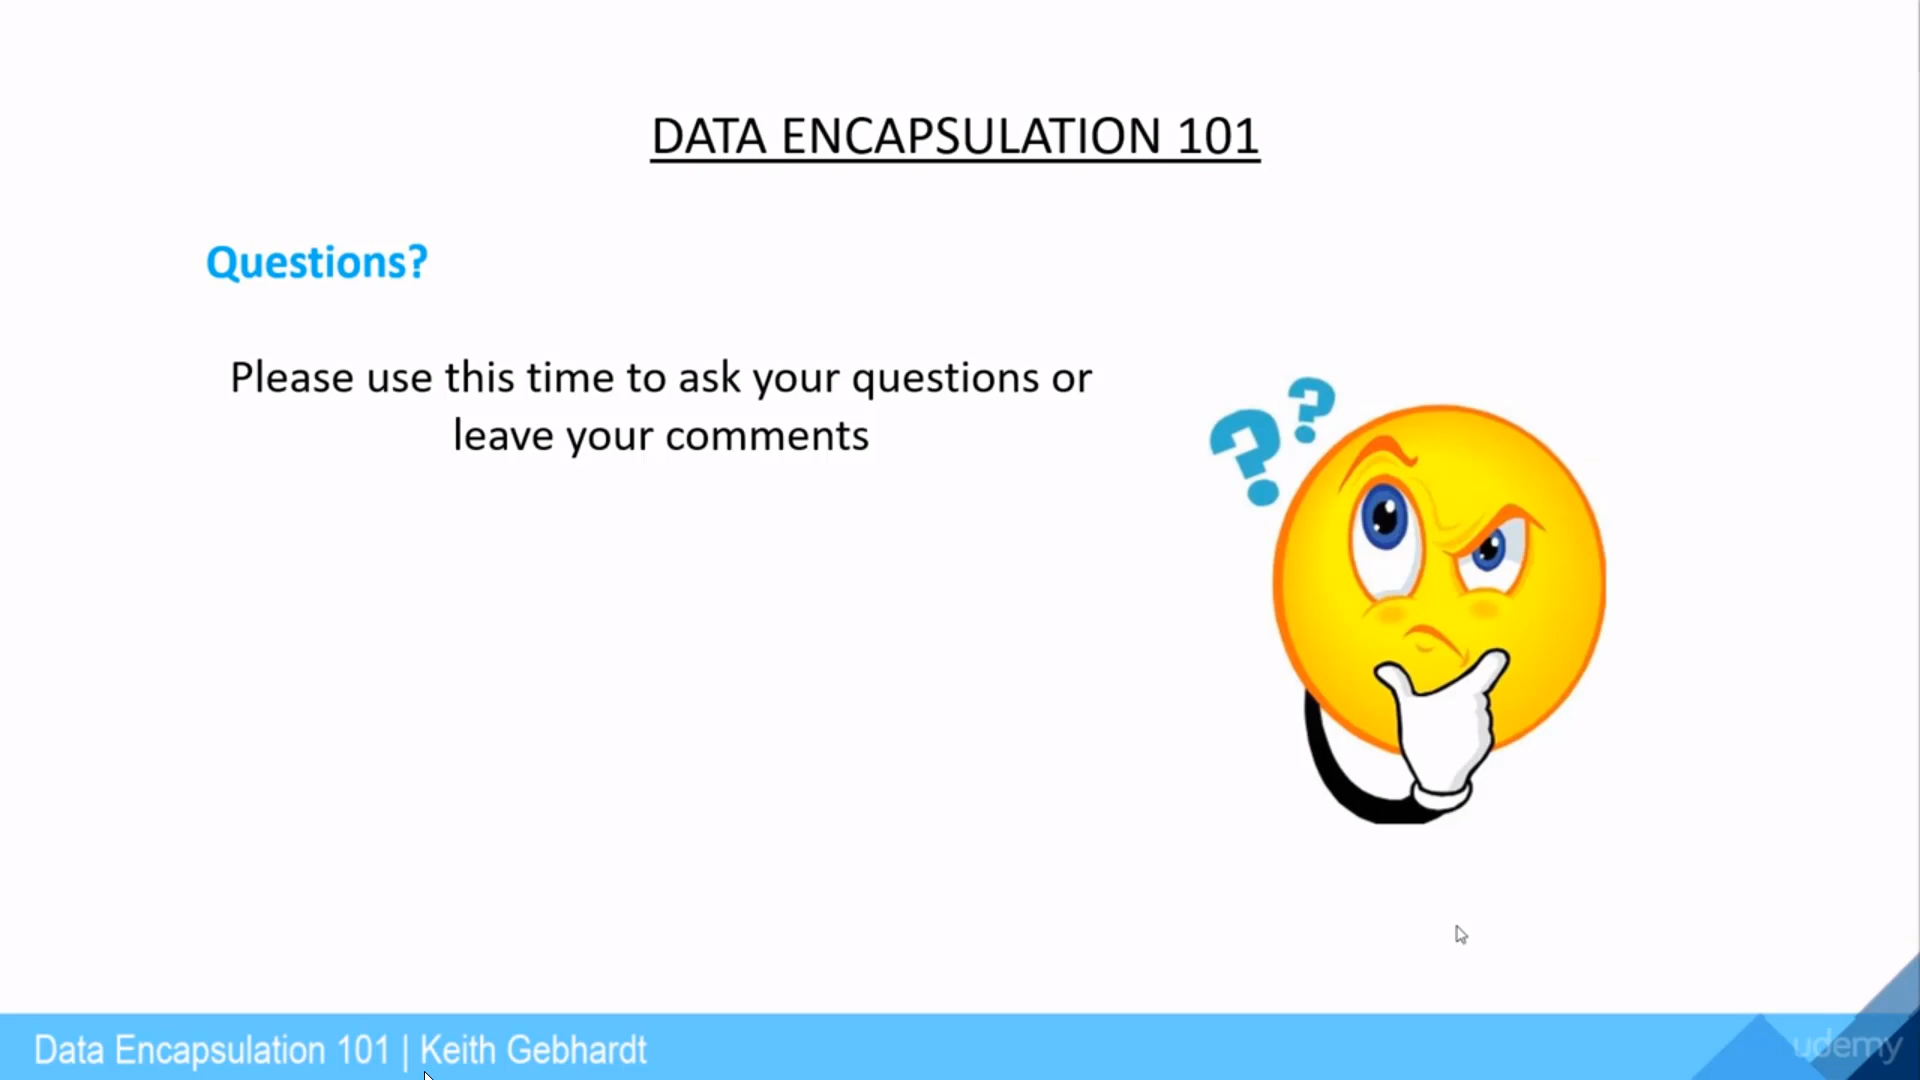 DATA ENCAPSULATION 101
Questions?
Please use this time to ask your questions or
leave your comments
? ?
Data Encapsulation 101 | Keith Gebhardt
udemy